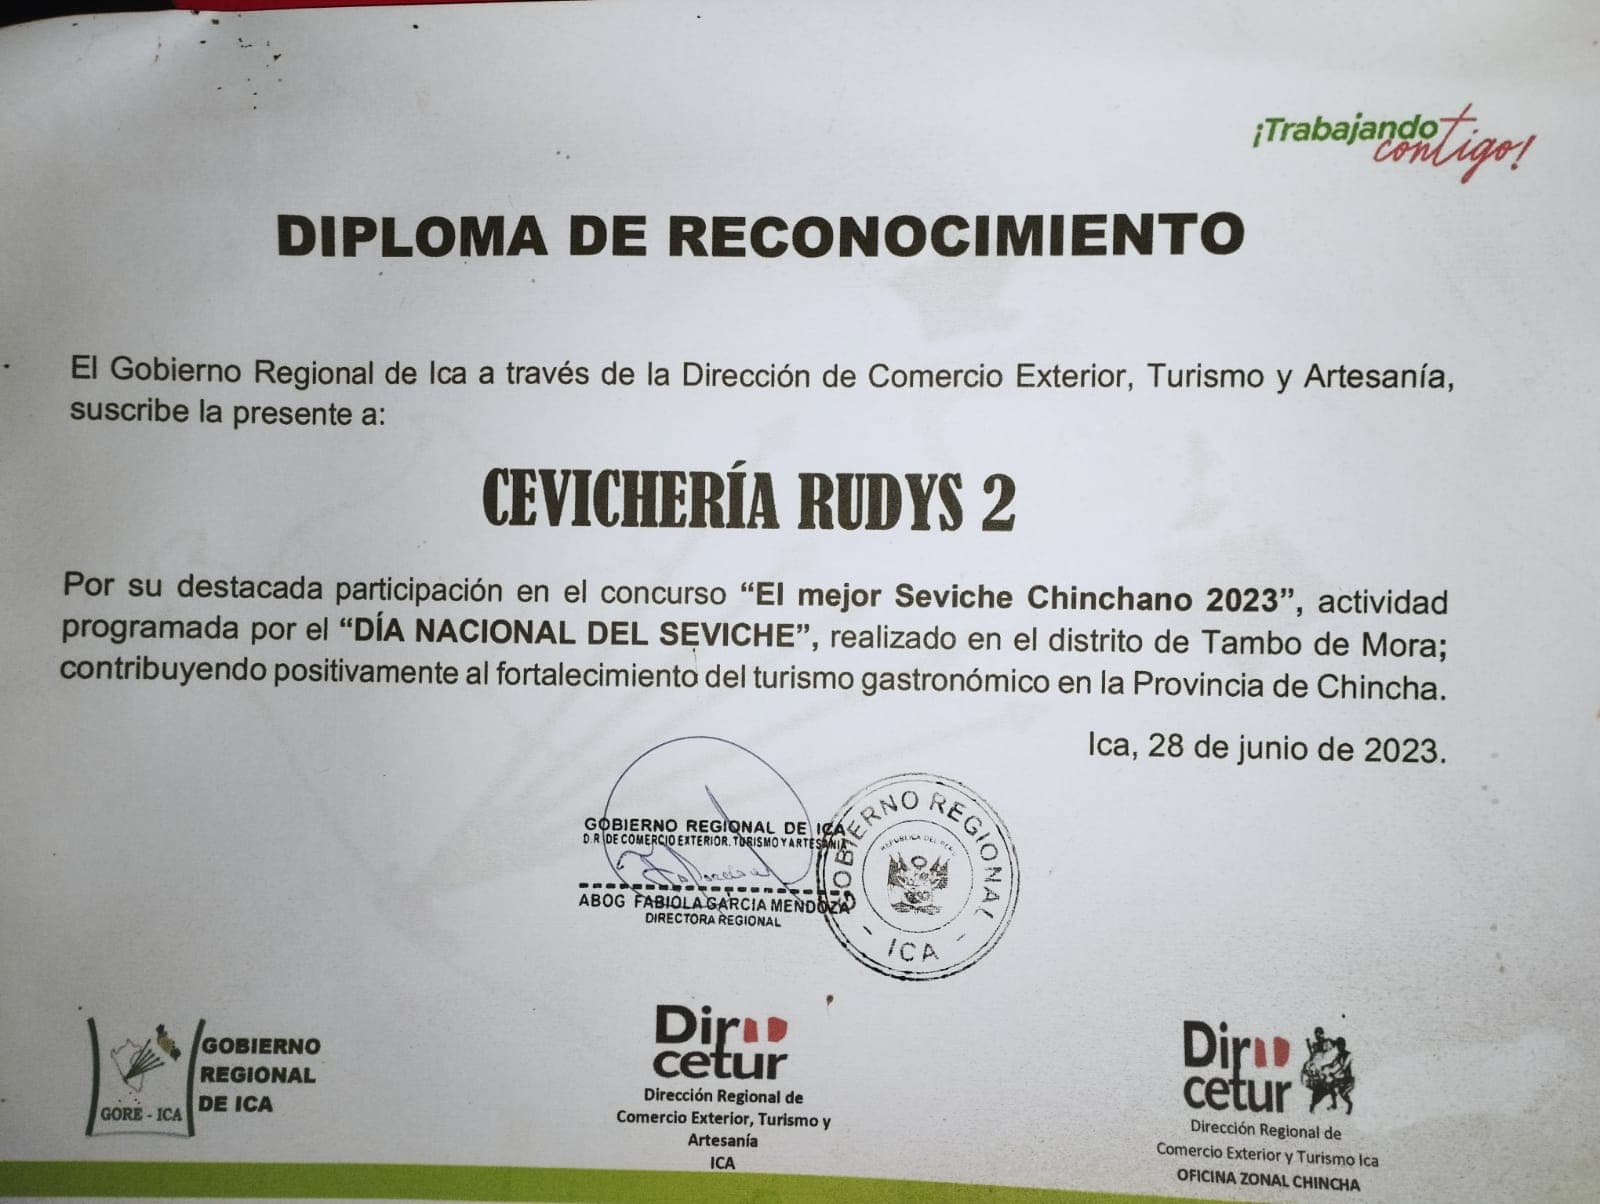 ¡Trabajando
contigo!
DIPLOMA DE RECONOCIMIENTO
El Gobierno Regional de Ica a través de la Dirección de Comercio Exterior, Turismo y Artesanía,
suscribe la presente a:
CEVICHERÍA RUDYS 2
Por su destacada participación en el concurso “El mejor Seviche Chinchano 2023”, actividad
programada por el “DÍA NACIONAL DEL SEVICHE”, realizado en el distrito de Tambo de Mora;
contribuyendo positivamente al fortalecimiento del turismo gastronómico en la Provincia de Chincha.
Ica, 28 de junio de 2023.
GOBIERNO REGIONAL DE ICA
D.R. DE COMERCIO EXTERIOR, TURISMO Y ARTESANIA
ABOG FABIOLA GARCIA MENDOZA
DIRECTORA REGIONAL
GOBIERNO REGIONAL
REPUBLICA DEL PERU
- ICA -
GORE - ICA
GOBIERNO
REGIONAL
DE ICA
Dir
cetur
Dirección Regional de
Comercio Exterior, Turismo y
Artesanía
ICA
Dir
cetur
Dirección Regional de
Comercio Exterior y Turismo Ica
OFICINA ZONAL CHINCHA